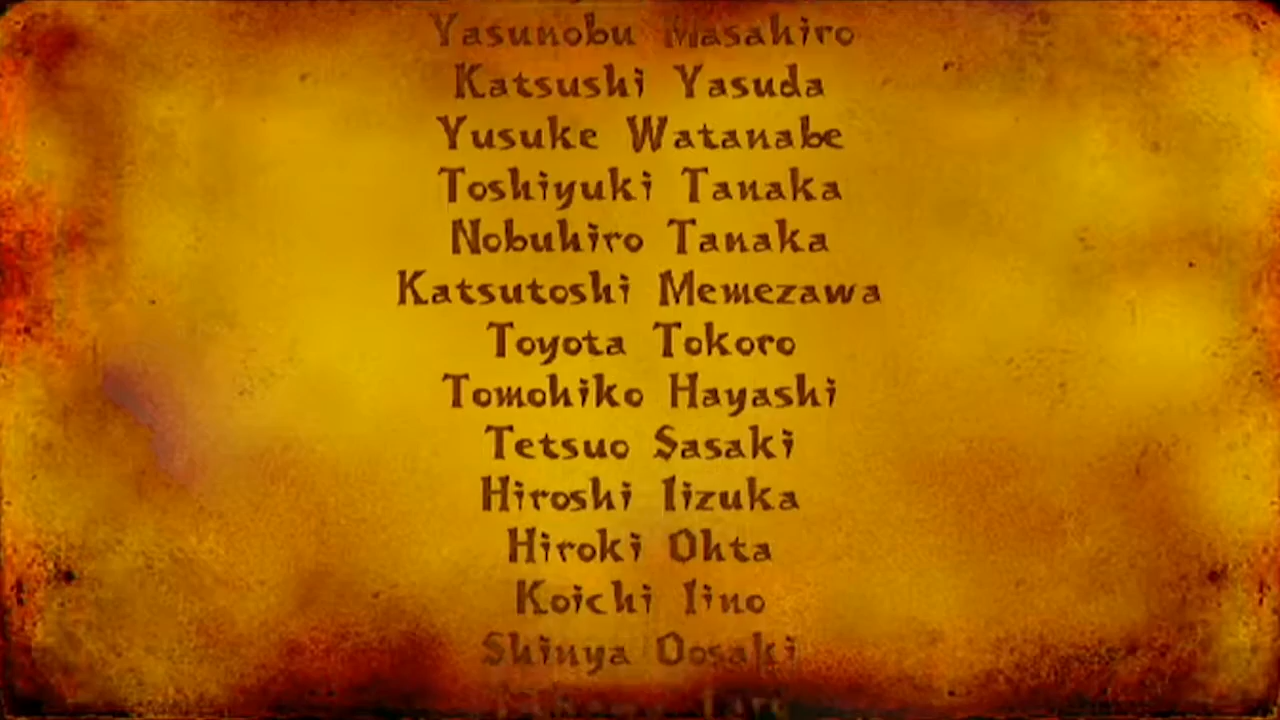 Yasunobu Masahiro
Katsushi Yasuda
Yusuke Watanabe
Toshiyuki Tanaka
Nobuhiro Tanaka
Katsutoshi Memezawa
Toyota Tokoro
Tomohiko Hayashi
Tetsuo Sasaki
Hiroshi Iizuka
Hiroki Ohta
Koichi Iino
Shinya Oosaki